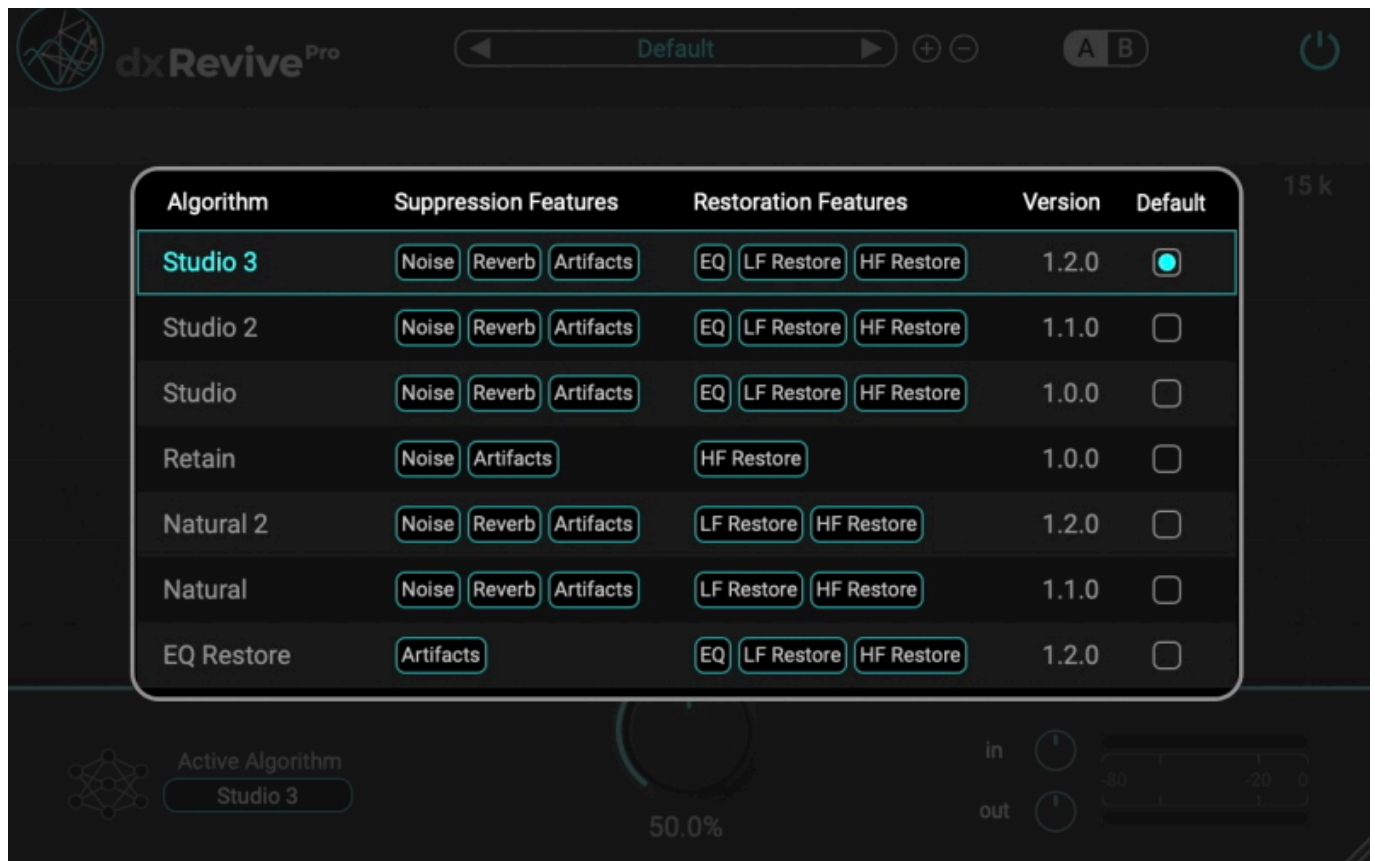 dxRevive Pro
Default
A B
15 k
Algorithm Suppression Features Restoration Features Version Default
Studio 3 Noise Reverb Artifacts EQ LF Restore HF Restore 1.2.0
Studio 2 Noise Reverb Artifacts EQ LF Restore HF Restore 1.1.0
Studio Noise Reverb Artifacts EQ LF Restore HF Restore 1.0.0
Retain Noise Artifacts HF Restore 1.0.0
Natural 2 Noise Reverb Artifacts LF Restore HF Restore 1.2.0
Natural Noise Reverb Artifacts LF Restore HF Restore 1.1.0
EQ Restore Artifacts EQ LF Restore HF Restore 1.2.0
Active Algorithm
Studio 3
50.0%
in
-80 -20 0
out